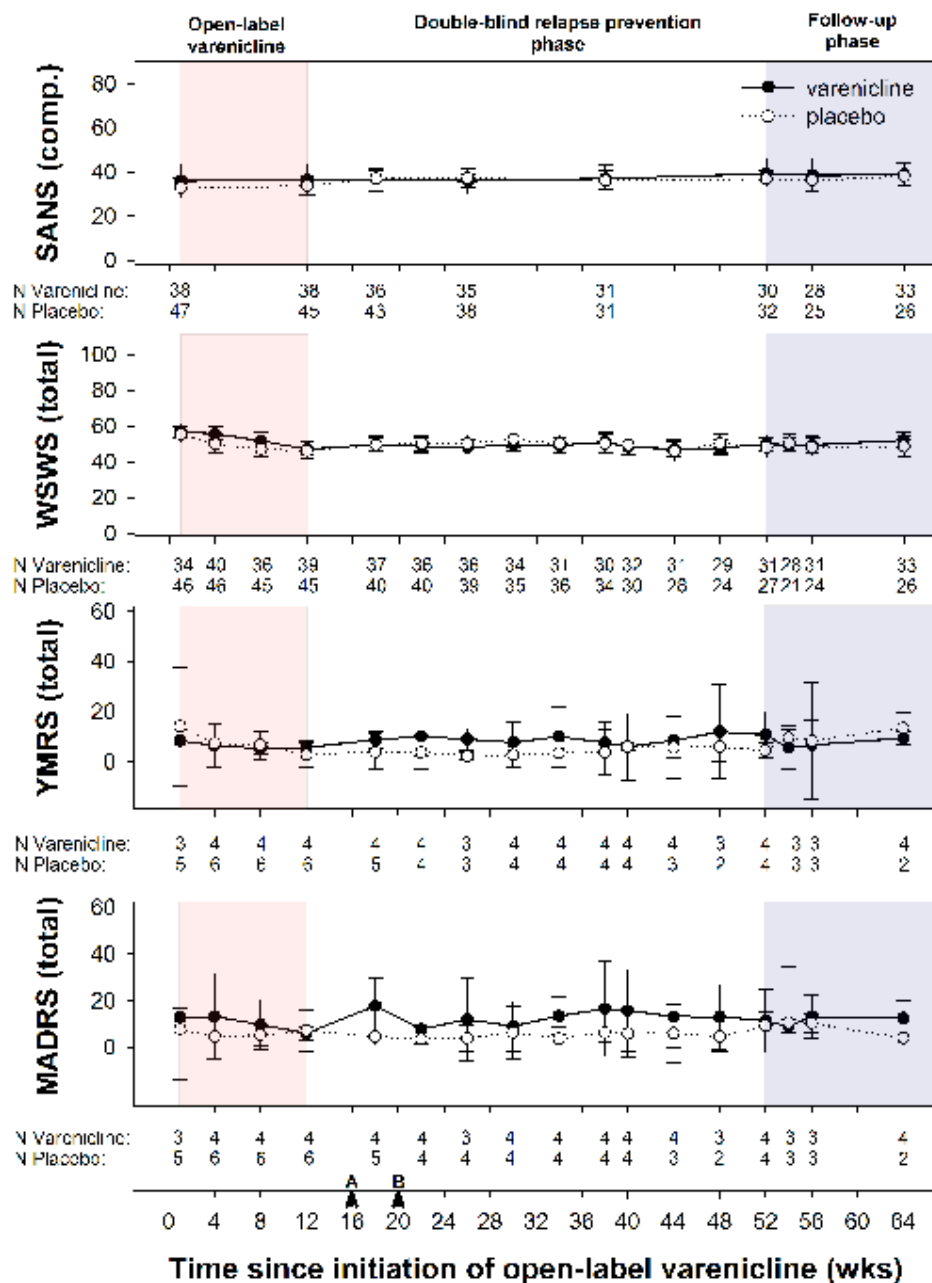 Open-label Double-blind relapse prevention Follow-up
varenicline phase phase
SANS (comp.)
80
60
40
20
0
varenicline
placebo
N Varenicline: 38 38 36 35 31 30 28 33
N Placebo: 47 45 43 38 31 32 25 26
WSWS (total)
100
80
60
40
20
0
N Varenicline: 34 40 36 39 37 36 34 31 30 32 31 29 31 28 31 33
N Placebo: 46 46 45 45 40 40 39 35 36 34 30 28 24 27 21 24 26
YMRS (total)
60
40
20
0
N Varenicline: 3 4 4 4 4 4 3 4 4 4 4 4 3 4 3 3 4
N Placebo: 5 6 6 6 5 4 3 4 4 4 4 3 2 4 3 3 2
MADRS (total)
60
40
20
0
N Varenicline: 3 4 4 4 4 4 3 4 4 4 4 4 3 4 3 3 4
N Placebo: 5 6 6 6 5 4 4 4 4 4 4 3 2 4 3 3 2
A B
0 4 8 12 16 20 24 28 32 36 40 44 48 52 56 60 64
Time since initiation of open-label varenicline (wks)